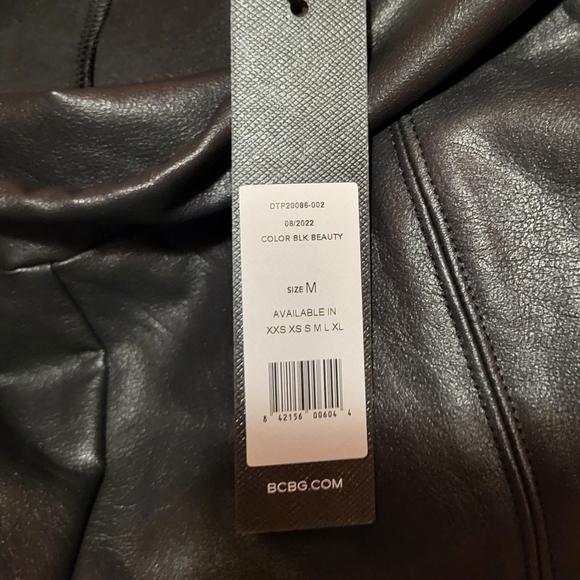 DTP20086-002
08/2022
COLOR BLK BEAUTY
SIZE M
AVAILABLE IN
XXS XS S M L XL
8 42156 00604 4
BCBG.COM